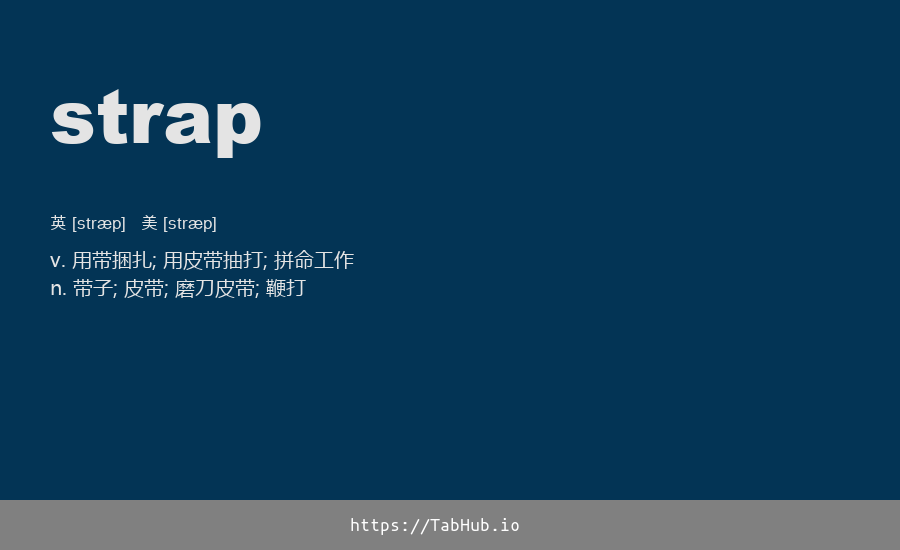 strap
英 [stræp] 美 [stræp]
v. 用带捆扎; 用皮带抽打; 拼命工作
n. 带子; 皮带; 磨刀皮带; 鞭打
https://TabHub.io